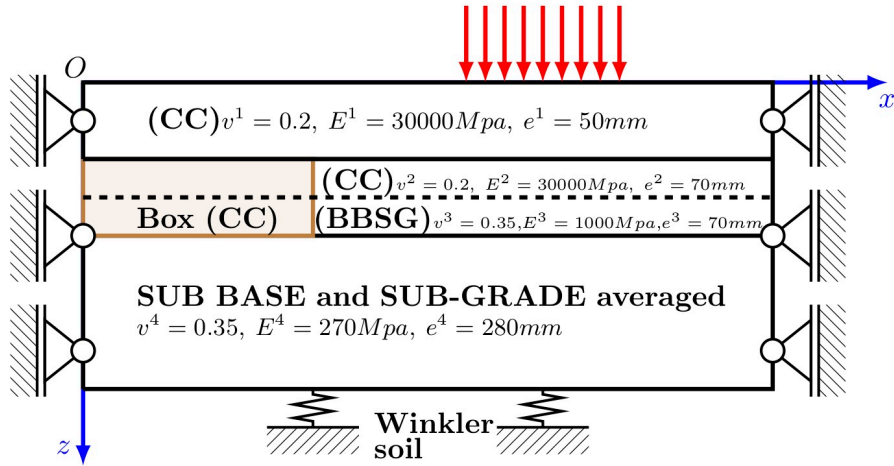 O
x
(CC)v¹ = 0.2, E¹ = 30000Mpa, e¹ = 50mm
(CC)v² = 0.2, E² = 30000Mpa, e² = 70mm
Box (CC)
(BBSG)v³ = 0.35,E³ = 1000Mpa,e³ = 70mm
SUB BASE and SUB-GRADE averaged
v⁴ = 0.35, E⁴ = 270Mpa, e⁴ = 280mm
Winkler
soil
z